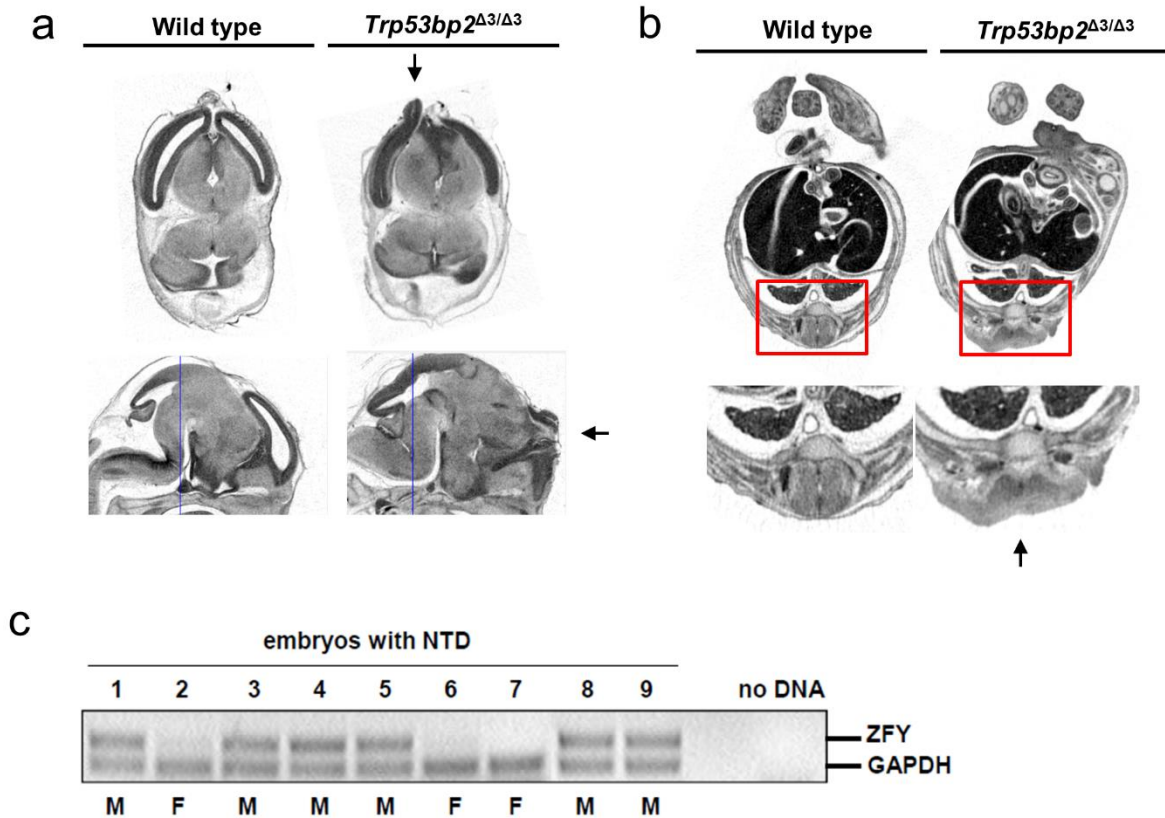 a
Wild type
Trp53bp2Δ3/Δ3
b
Wild type
Trp53bp2Δ3/Δ3
c
embryos with NTD
1 2 3 4 5 6 7 8 9 no DNA
ZFY
GAPDH
M F M M M F F M M